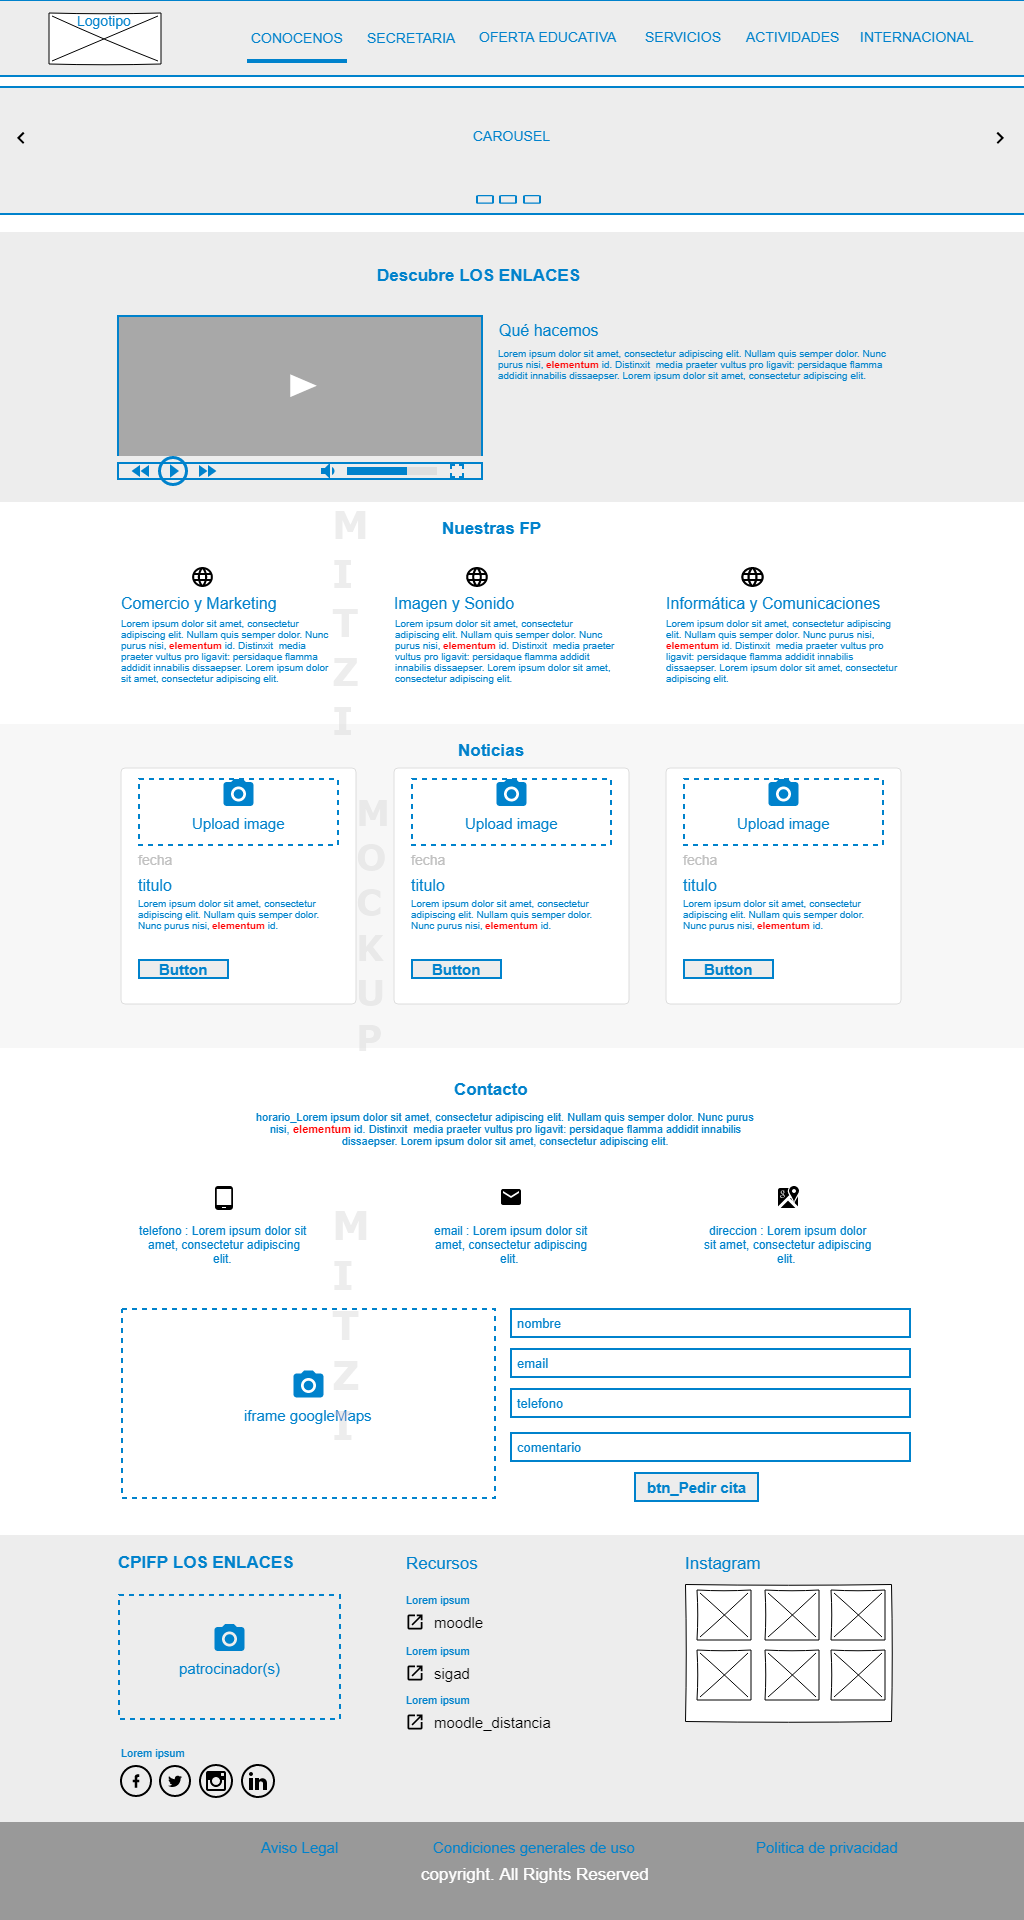 Logotipo
CONOCENOS SECRETARIA OFERTA EDUCATIVA SERVICIOS ACTIVIDADES INTERNACIONAL
CAROUSEL
Descubre LOS ENLACES
Qué hacemos
Lorem ipsum dolor sit amet, consectetur adipiscing elit. Nullam quis semper dolor. Nunc
purus nisi, elementum id. Distinxit media praeter vultus pro ligavit: persidaque flamma
addidit innabilis dissaepser. Lorem ipsum dolor sit amet, consectetur adipiscing elit.
Nuestras FP
Comercio y Marketing
Lorem ipsum dolor sit amet, consectetur
adipiscing elit. Nullam quis semper dolor. Nunc
purus nisi, elementum id. Distinxit media
praeter vultus pro ligavit: persidaque flamma
addidit innabilis dissaepser. Lorem ipsum dolor
sit amet, consectetur adipiscing elit.
Imagen y Sonido
Lorem ipsum dolor sit amet, consectetur
adipiscing elit. Nullam quis semper dolor. Nunc
purus nisi, elementum id. Distinxit media praeter
vultus pro ligavit: persidaque flamma addidit
innabilis dissaepser. Lorem ipsum dolor sit amet,
consectetur adipiscing elit.
Informática y Comunicaciones
Lorem ipsum dolor sit amet, consectetur adipiscing
elit. Nullam quis semper dolor. Nunc purus nisi,
elementum id. Distinxit media praeter vultus pro
ligavit: persidaque flamma addidit innabilis
dissaepser. Lorem ipsum dolor sit amet, consectetur
adipiscing elit.
MITZI
Noticias
Upload image
fecha
titulo
Lorem ipsum dolor sit amet, consectetur
adipiscing elit. Nullam quis semper dolor.
Nunc purus nisi, elementum id.
Button
Upload image
fecha
titulo
Lorem ipsum dolor sit amet, consectetur
adipiscing elit. Nullam quis semper dolor.
Nunc purus nisi, elementum id.
Button
Upload image
fecha
titulo
Lorem ipsum dolor sit amet, consectetur
adipiscing elit. Nullam quis semper dolor.
Nunc purus nisi, elementum id.
Button
MOCKUP
Contacto
horario_Lorem ipsum dolor sit amet, consectetur adipiscing elit. Nullam quis semper dolor. Nunc purus
nisi, elementum id. Distinxit media praeter vultus pro ligavit: persidaque flamma addidit innabilis
dissaepser. Lorem ipsum dolor sit amet, consectetur adipiscing elit.
telefono : Lorem ipsum dolor sit
amet, consectetur adipiscing
elit.
email : Lorem ipsum dolor sit
amet, consectetur adipiscing
elit.
direccion : Lorem ipsum dolor
sit amet, consectetur adipiscing
elit.
MITZI
iframe googleMaps
nombre
email
telefono
comentario
btn_Pedir cita
CPIFP LOS ENLACES
patrocinador(s)
Lorem ipsum
in
Recursos
Lorem ipsum
moodle
Lorem ipsum
sigad
Lorem ipsum
moodle_distancia
Instagram
Aviso Legal Condiciones generales de uso Politica de privacidad
copyright. All Rights Reserved